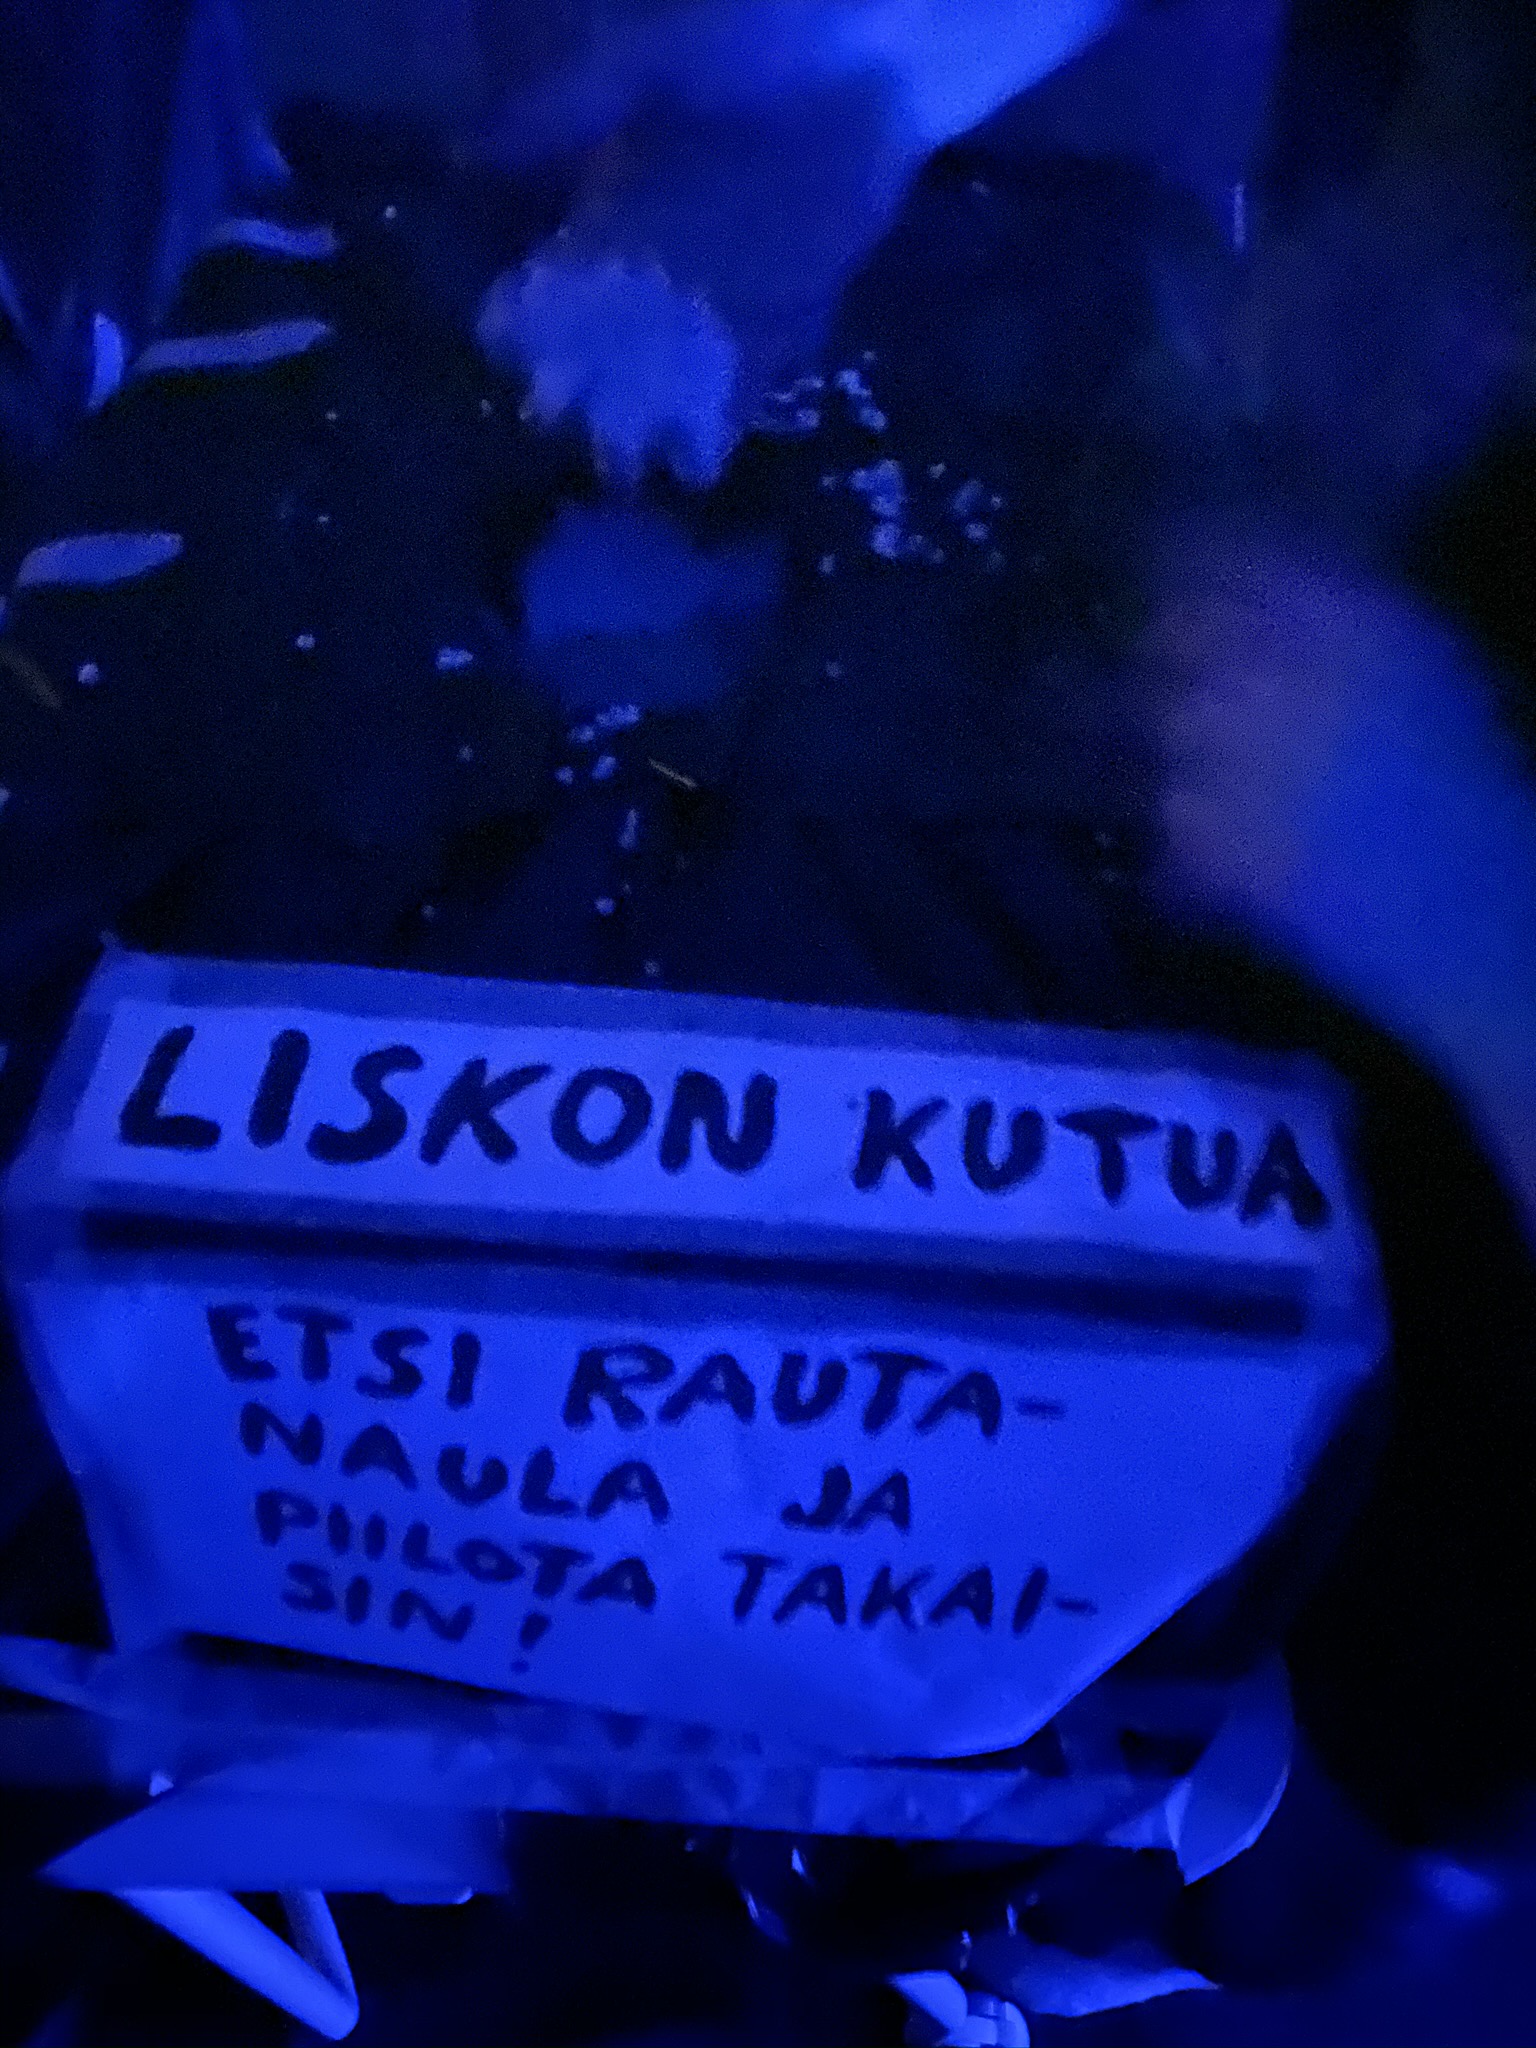 LISKON KUTUA
ETSI RAUTA-
NAULA JA
PIILOTA TAKAI-
SIN!